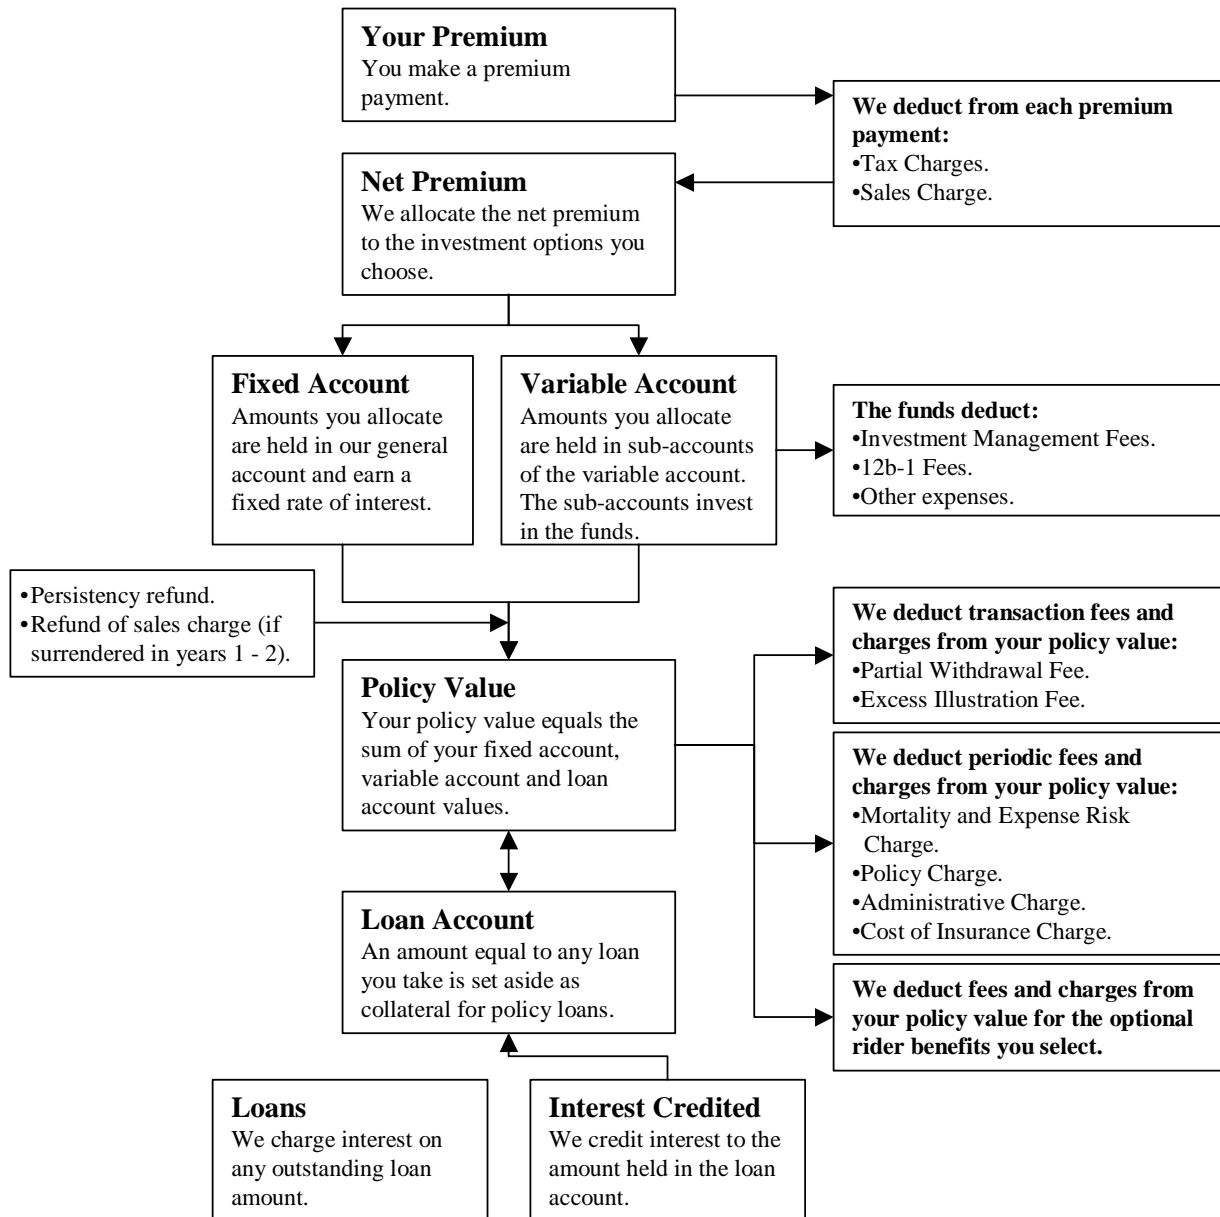 Your Premium
You make a premium
payment.
We deduct from each premium
payment:
•Tax Charges.
•Sales Charge.
Net Premium
We allocate the net premium
to the investment options you
choose.
Fixed Account
Amounts you allocate
are held in our general
account and earn a
fixed rate of interest.
Variable Account
Amounts you allocate
are held in sub-accounts
of the variable account.
The sub-accounts invest
in the funds.
The funds deduct:
•Investment Management Fees.
•12b-1 Fees.
•Other expenses.
•Persistency refund.
•Refund of sales charge (if
surrendered in years 1 - 2).
Policy Value
Your policy value equals the
sum of your fixed account,
variable account and loan
account values.
We deduct transaction fees and
charges from your policy value:
•Partial Withdrawal Fee.
•Excess Illustration Fee.
We deduct periodic fees and
charges from your policy value:
•Mortality and Expense Risk
Charge.
•Policy Charge.
•Administrative Charge.
•Cost of Insurance Charge.
Loan Account
An amount equal to any loan
you take is set aside as
collateral for policy loans.
We deduct fees and charges from
your policy value for the optional
rider benefits you select.
Loans
We charge interest on
any outstanding loan
amount.
Interest Credited
We credit interest to the
amount held in the loan
account.